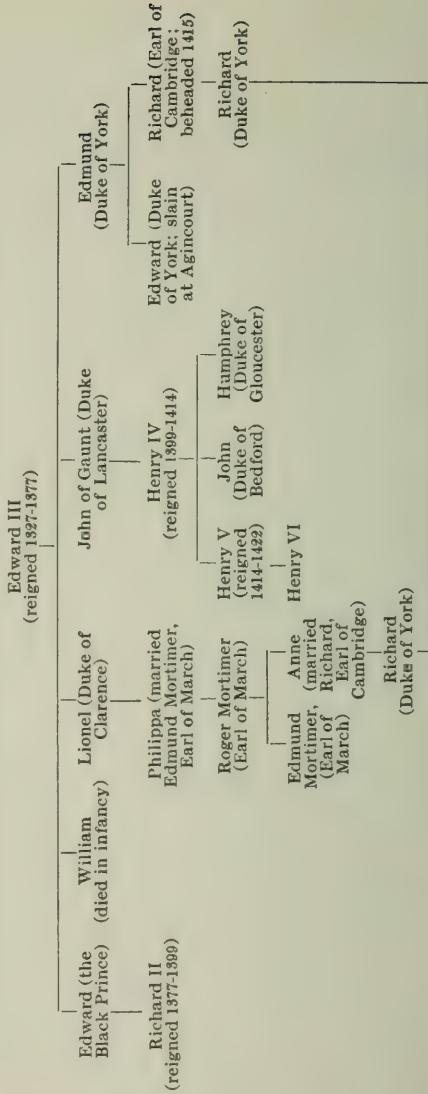 Edward III
(reigned 1327-1377)
Edward (the
Black Prince)
William
(died in infancy)
Lionel (Duke of
Clarence)
John of Gaunt (Duke
of Lancaster)
Edmund
(Duke of York)
Richard II
(reigned 1377-1399)
Philippa (married
Edmund Mortimer,
Earl of March)
Henry IV
(reigned 1399-1414)
Edward (Duke
of York; slain
at Agincourt)
Richard (Earl of
Cambridge;
beheaded 1415)
Roger Mortimer
(Earl of March)
Henry V
(reigned
1414-1422)
John
(Duke of
Bedford)
Humphrey
(Duke of
Gloucester)
Richard
(Duke of York)
Edmund
Mortimer,
(Earl of
March)
Anne
(married
Richard,
Earl of
Cambridge)
Henry VI
Richard
(Duke of York)